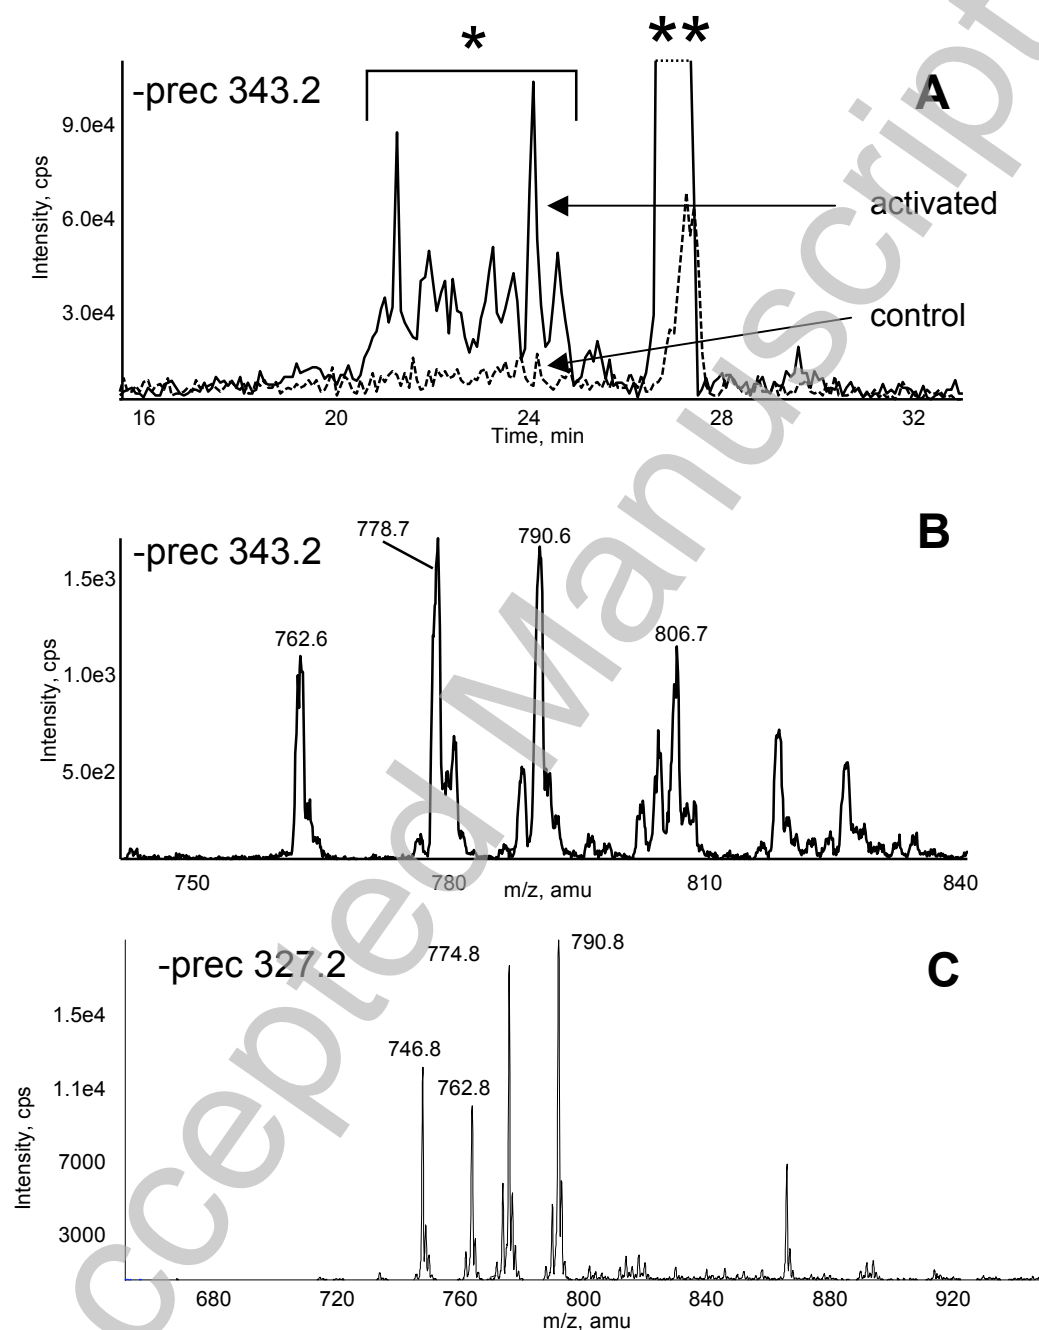 *
**
-prec 343.2
A
9.0e4
6.0e4
3.0e4
Intensity, cps
activated
control
16 20 24 28 32
Time, min
-prec 343.2
B
778.7
790.6
762.6
806.7
1.5e3
1.0e3
5.0e2
Intensity, cps
750 780 810 840
m/z, amu
-prec 327.2
C
774.8
790.8
746.8
762.8
1.5e4
1.1e4
7000
3000
Intensity, cps
680 720 760 800 840 880 920
m/z, amu
ccepted Manuscript